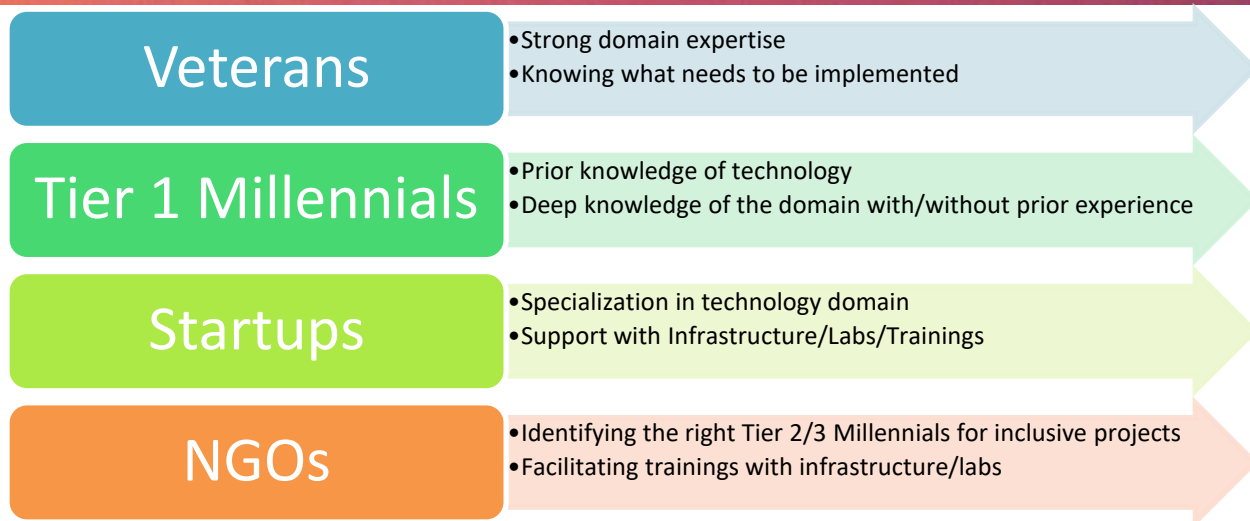 Veterans
•Strong domain expertise
•Knowing what needs to be implemented
Tier 1 Millennials
•Prior knowledge of technology
•Deep knowledge of the domain with/without prior experience
Startups
•Specialization in technology domain
•Support with Infrastructure/Labs/Trainings
NGOs
•Identifying the right Tier 2/3 Millennials for inclusive projects
•Facilitating trainings with infrastructure/labs